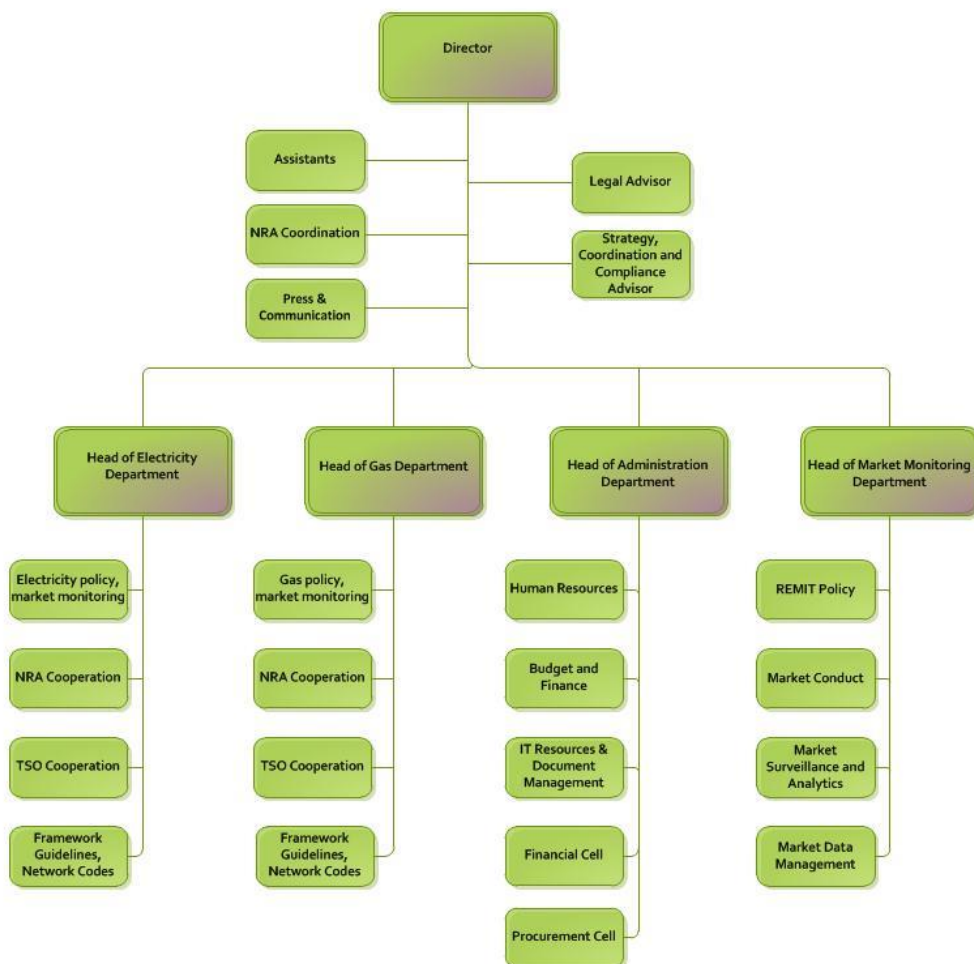 Director
Assistants
Legal Advisor
NRA Coordination
Strategy,
Coordination and
Compliance
Advisor
Press &
Communication
Head of Electricity
Department
Head of Gas Department
Head of Administration
Department
Head of Market Monitoring
Department
Electricity policy,
market monitoring
Gas policy,
market monitoring
Human Resources
REMIT Policy
NRA Cooperation
NRA Cooperation
Budget and
Finance
Market Conduct
TSO Cooperation
TSO Cooperation
IT Resources &
Document
Management
Market
Surveillance and
Analytics
Framework
Guidelines,
Network Codes
Framework
Guidelines,
Network Codes
Financial Cell
Market Data
Management
Procurement Cell